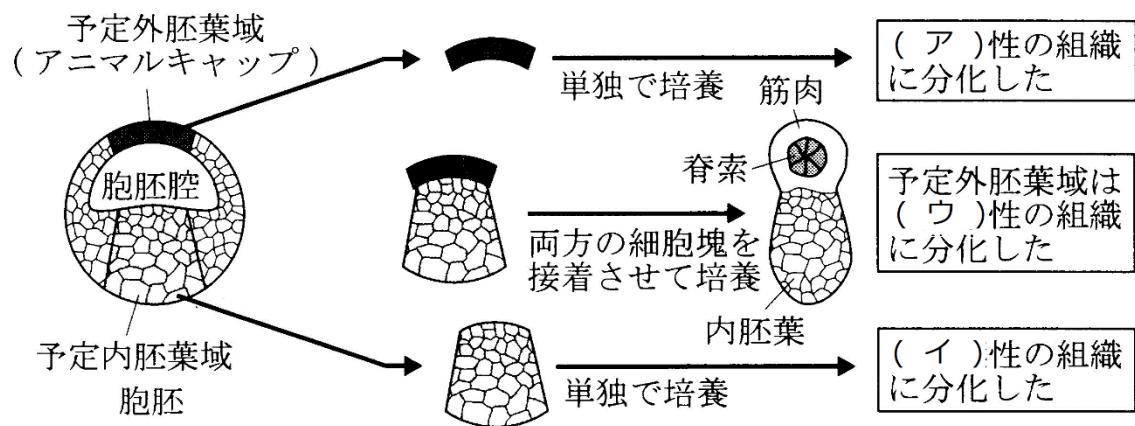 予定外胚葉域
(アニマルキャップ)
単独で培養
( ア )性の組織
に分化した
筋肉
脊索
胞胚腔
両方の細胞塊を
接着させて培養
予定外胚葉域は
( ウ )性の組織
に分化した
内胚葉
予定内胚葉域
胞胚
単独で培養
( イ )性の組織
に分化した